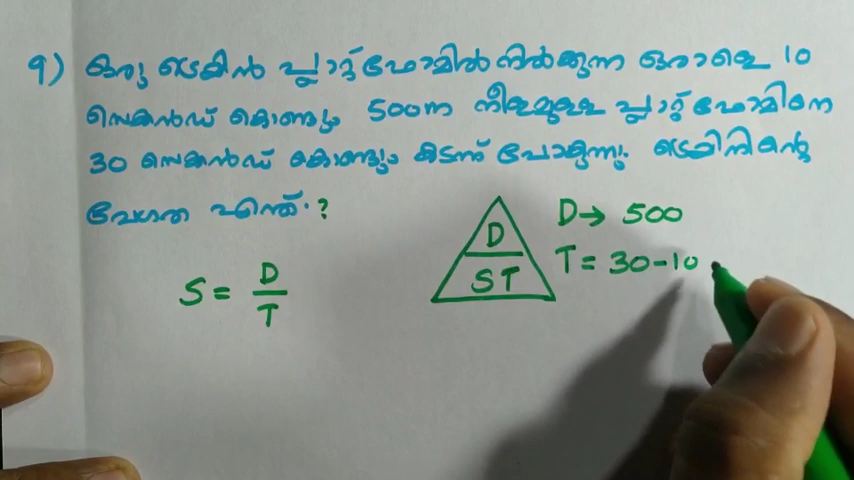 9) ഒരു ട്രെയിൻ പ്ലാറ്റ്ഫോമിൽ നിൽക്കുന്ന ഒരാളെ 10
സെക്കൻഡ് കൊണ്ടും 500m നീളമുള്ള പ്ലാറ്റ്ഫോമിനെ
30 സെക്കൻഡ് കൊണ്ടും കടന്ന് പോകുന്നു. ട്രെയിനിന്റെ
വേഗത എന്ത്.?
D → 500
D
T = 30-10
ST
S = D/T